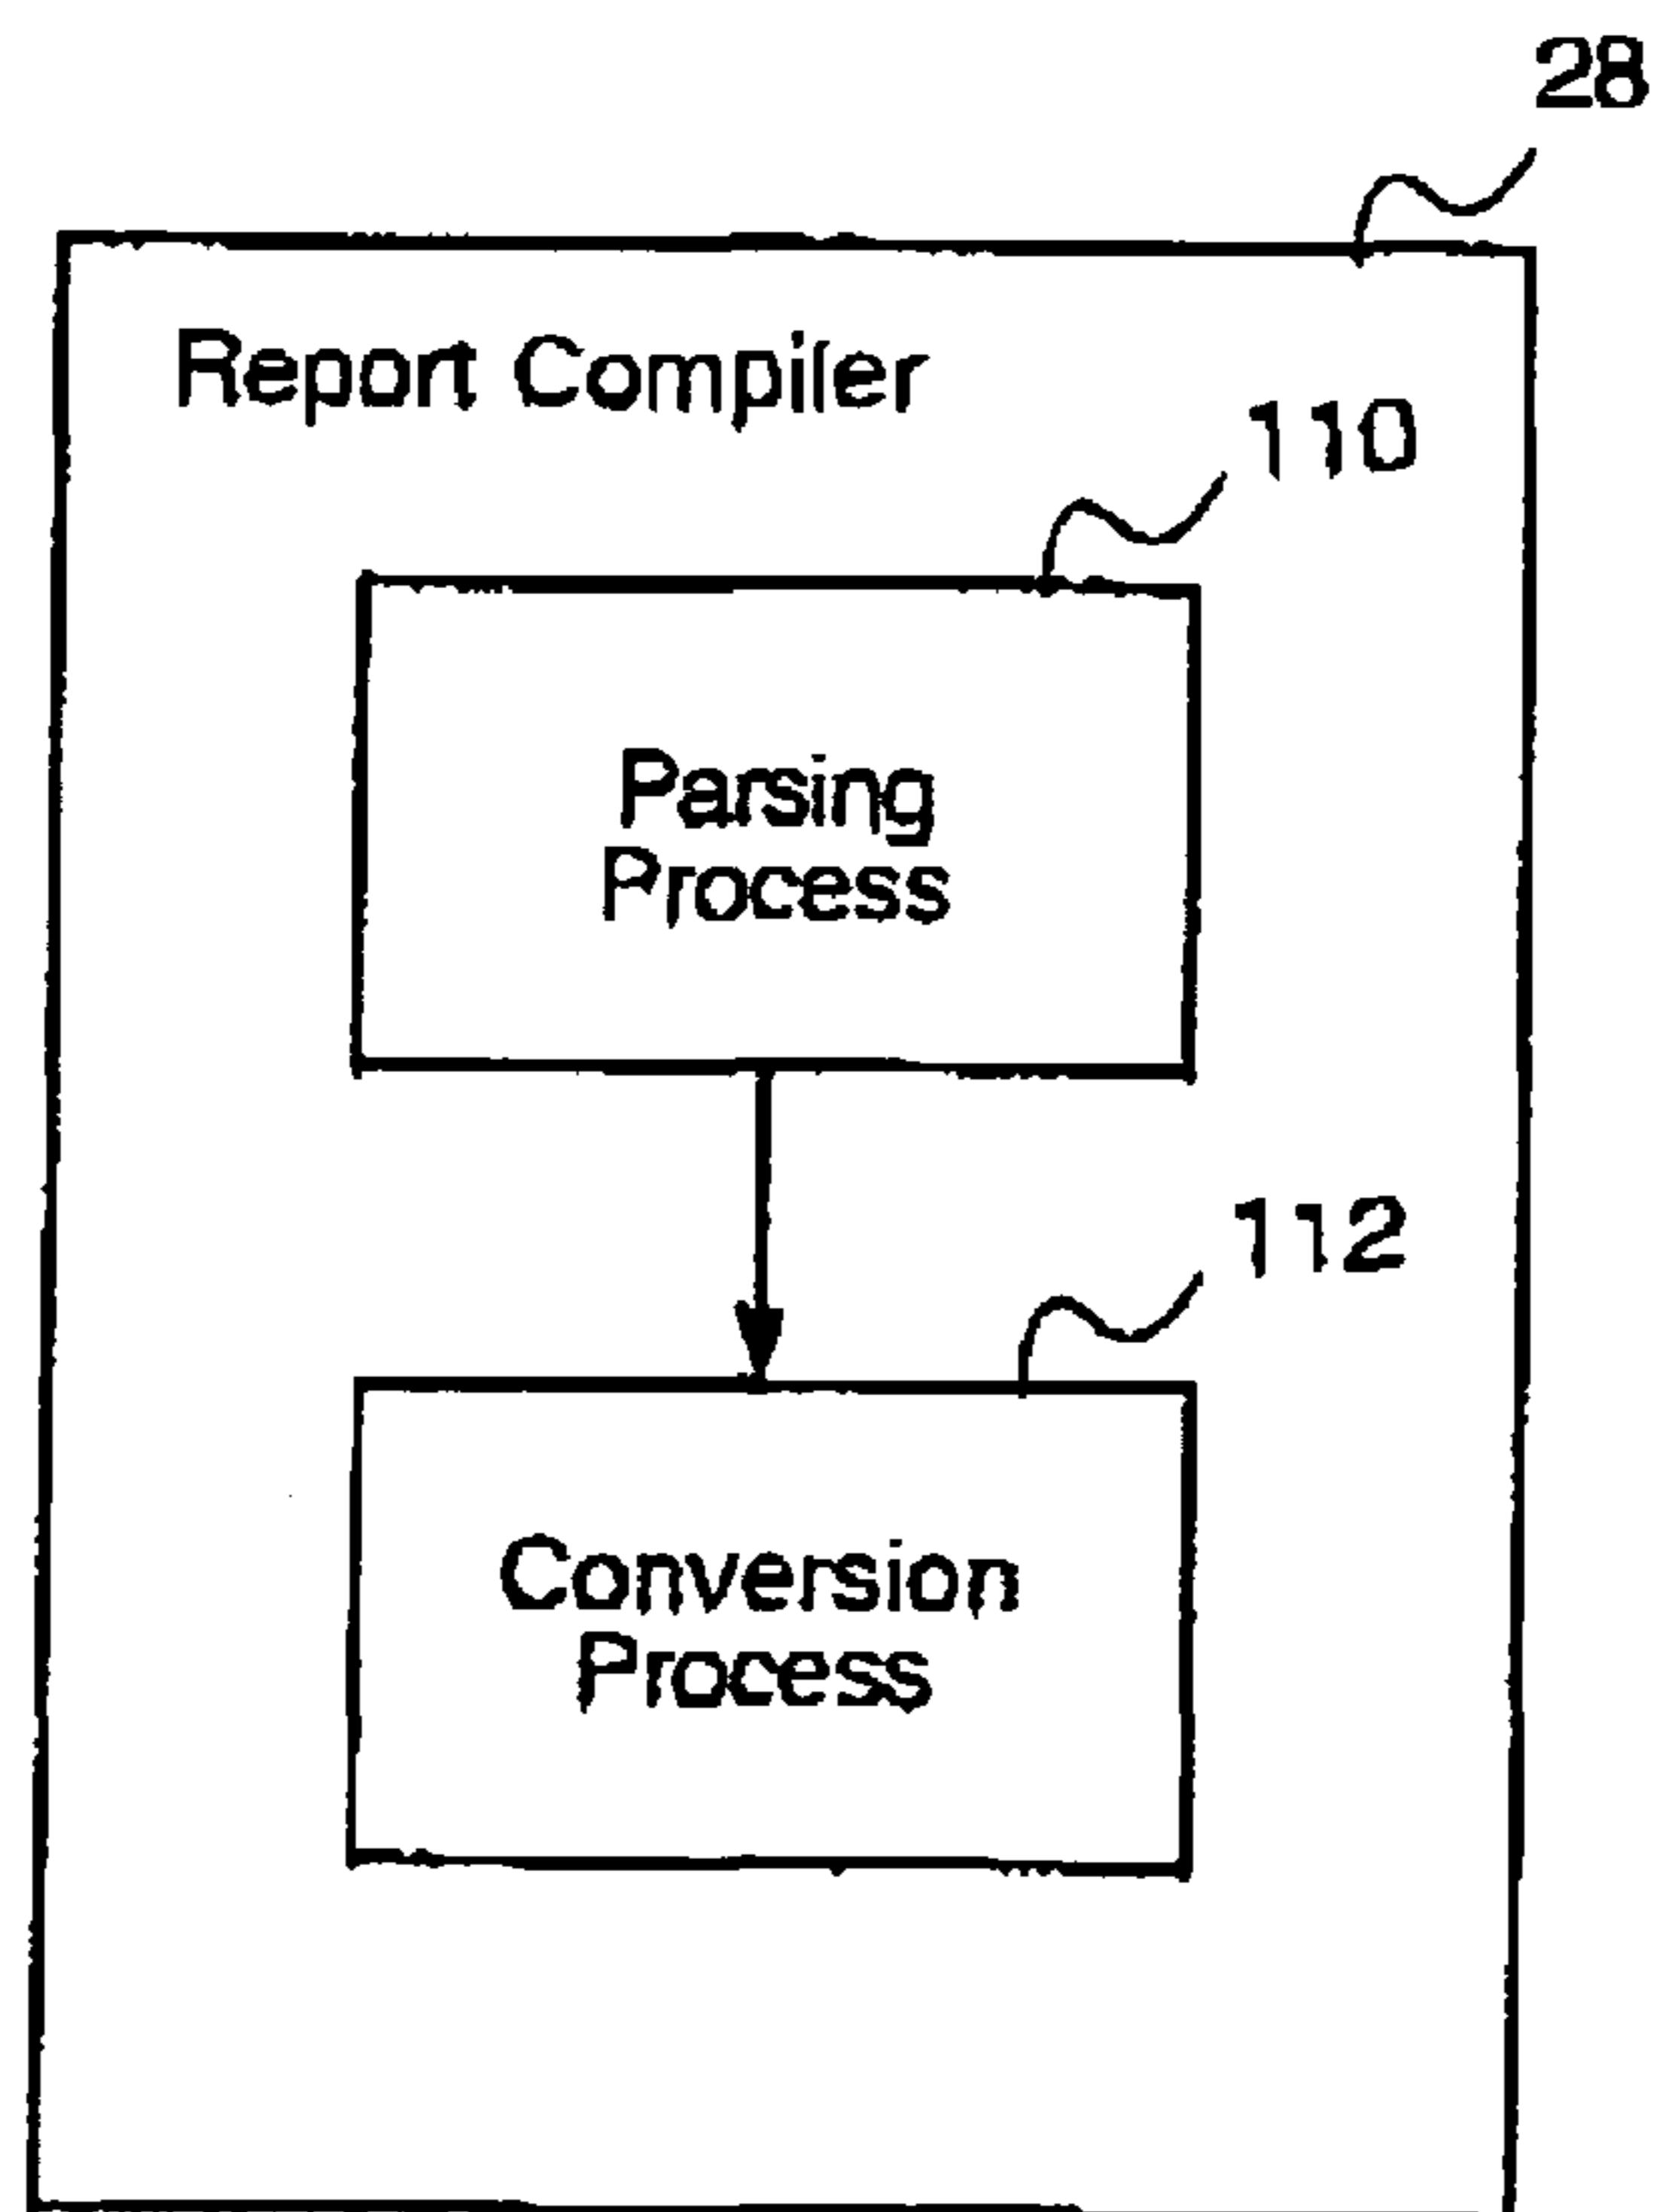 28
Report Compiler
110
Parsing
Process
112
Conversion
Process